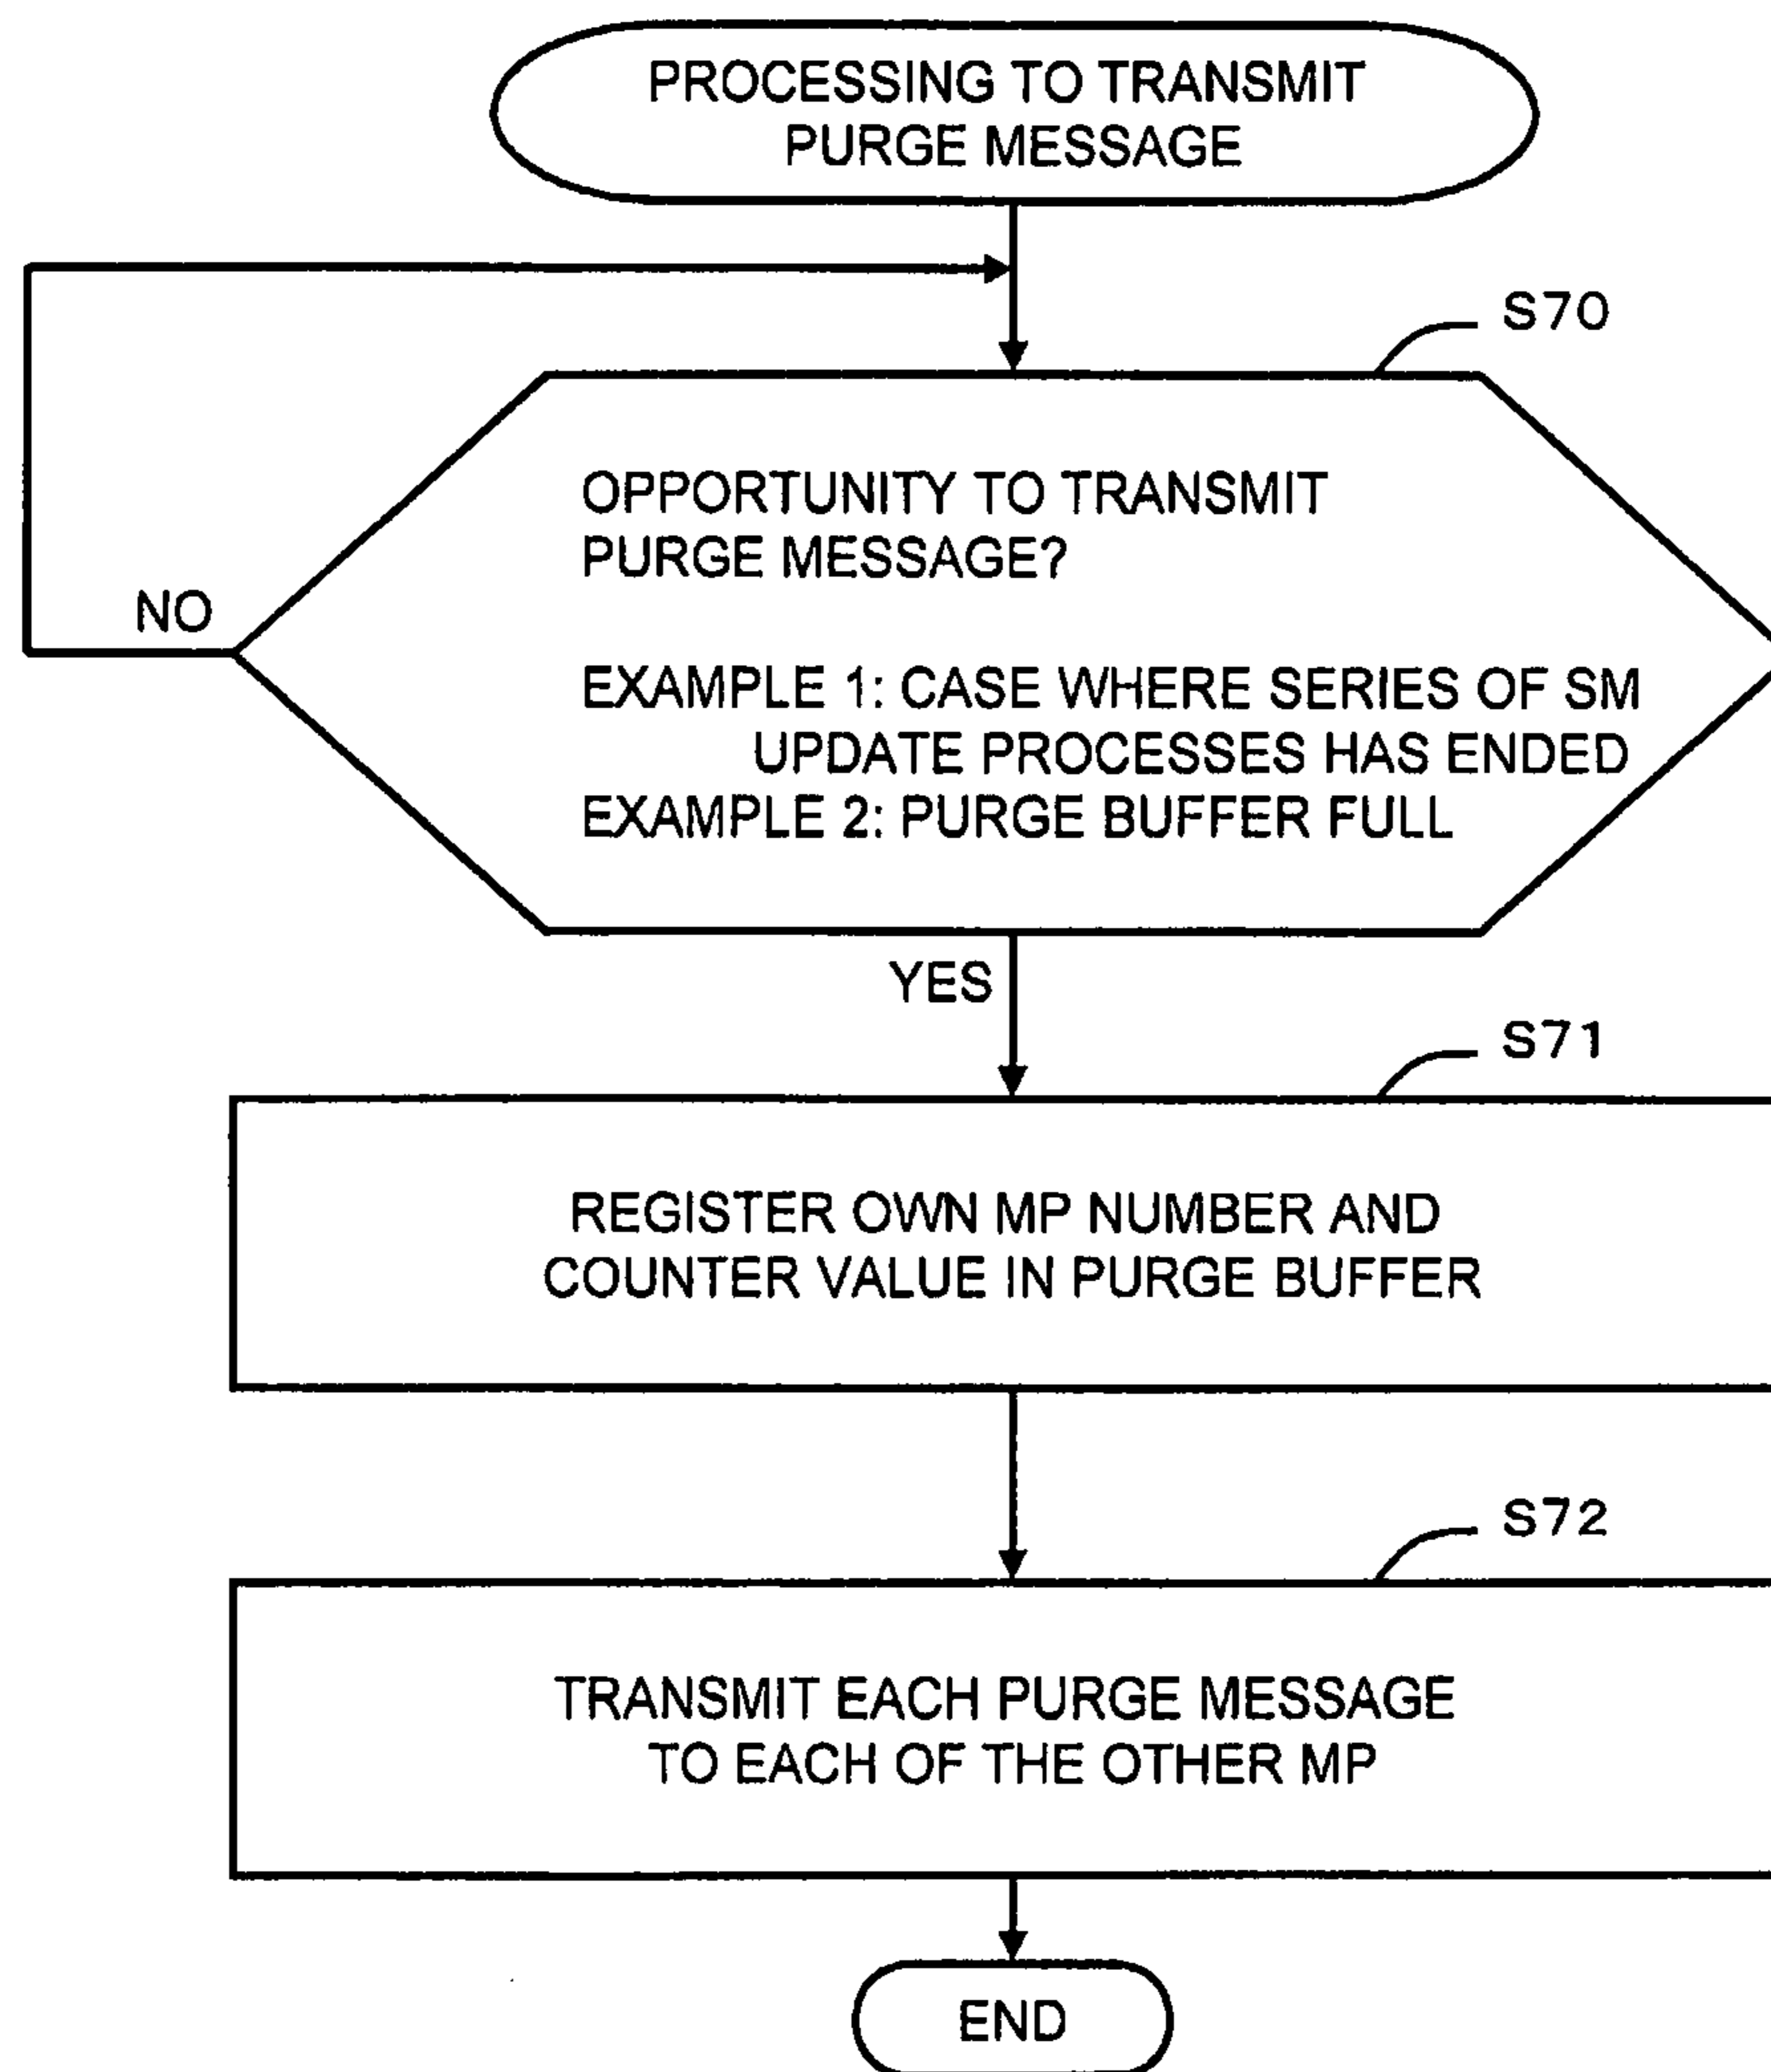 PROCESSING TO TRANSMIT
PURGE MESSAGE
S70
OPPORTUNITY TO TRANSMIT
PURGE MESSAGE?
NO
EXAMPLE 1: CASE WHERE SERIES OF SM
UPDATE PROCESSES HAS ENDED
EXAMPLE 2: PURGE BUFFER FULL
YES
S71
REGISTER OWN MP NUMBER AND
COUNTER VALUE IN PURGE BUFFER
S72
TRANSMIT EACH PURGE MESSAGE
TO EACH OF THE OTHER MP
END